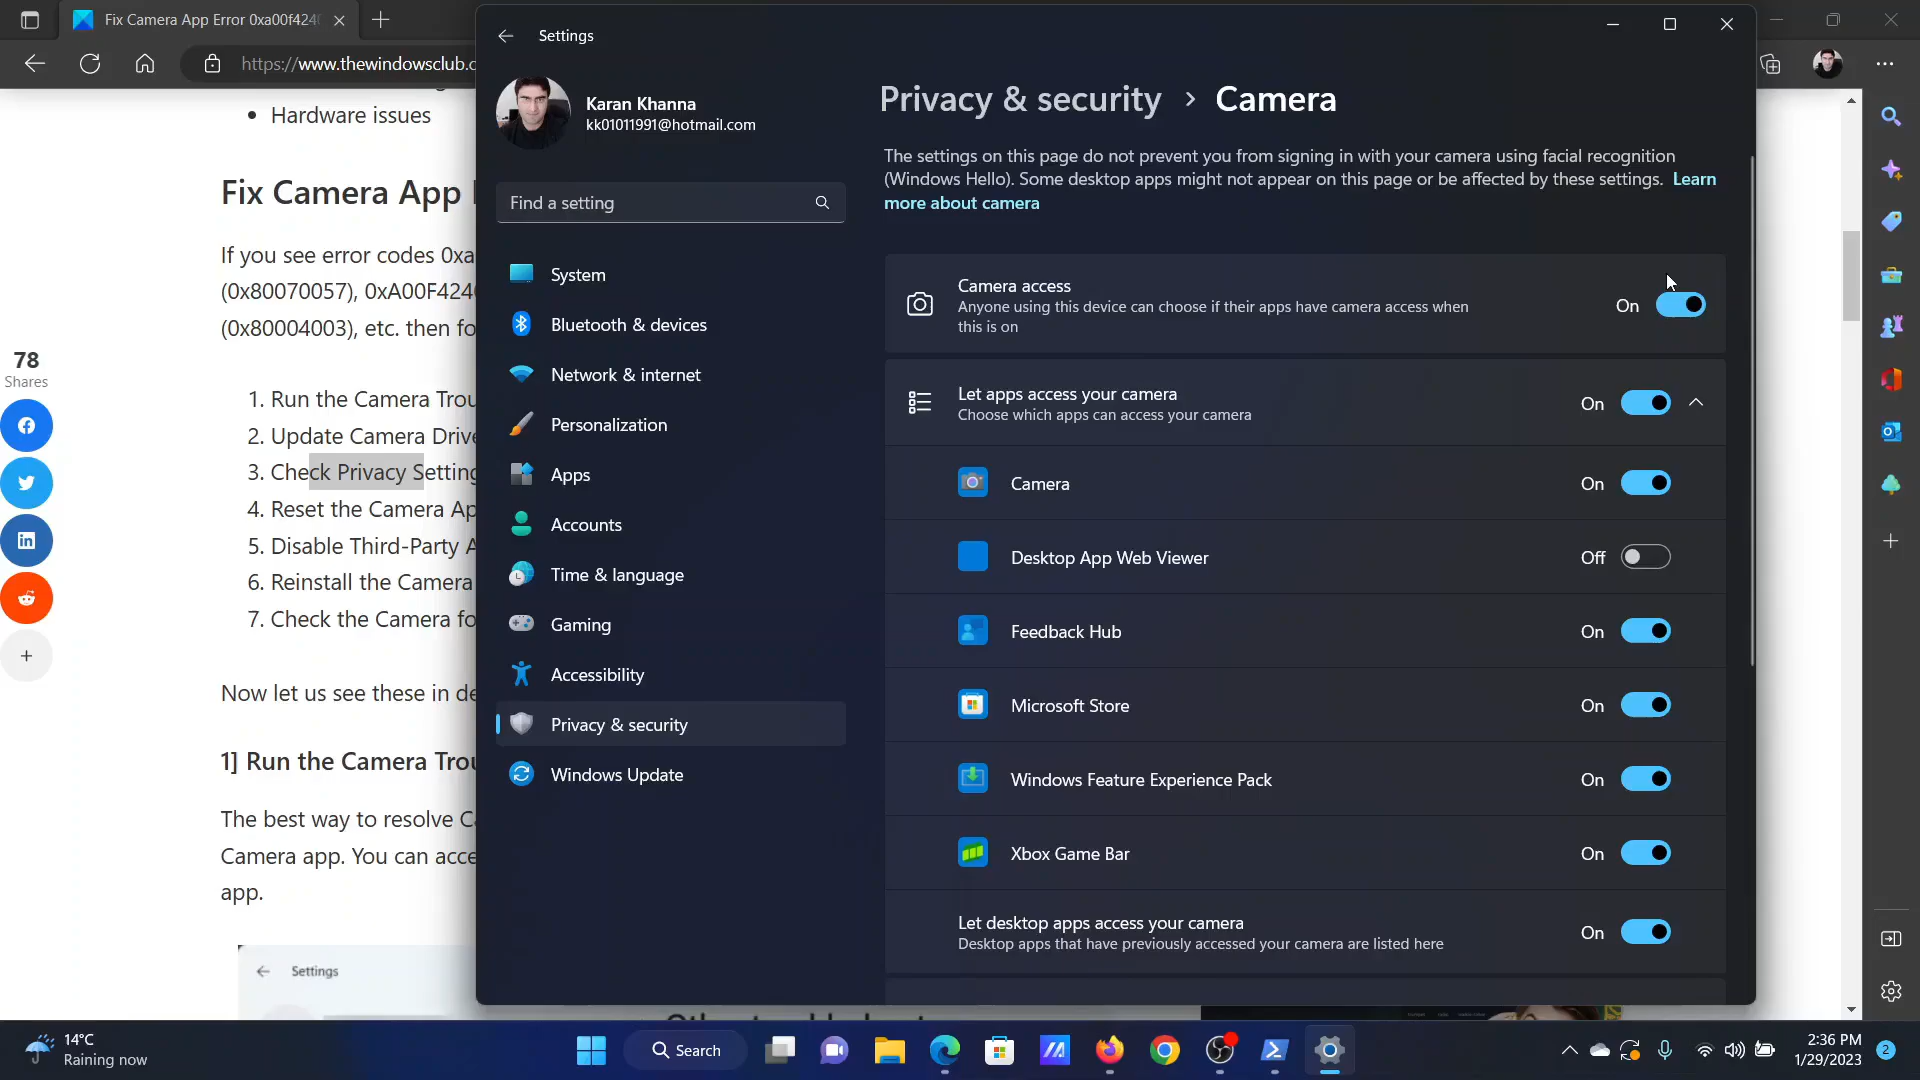 Fix Camera App Error 0xa00f424
https://www.thewindowsclub.c
Hardware issues
Fix Camera App
If you see error codes 0xa
(0x80070057), 0xA00F424
(0x80004003), etc. then fo
78
Shares
1. Run the Camera Trou
2. Update Camera Drive
3. Check Privacy Setting
4. Reset the Camera Ap
5. Disable Third-Party A
6. Reinstall the Camera
7. Check the Camera fo
Now let us see these in de
1] Run the Camera Trou
The best way to resolve Ca
Camera app. You can acce
app.
Settings
Settings
Karan Khanna
kk01011991@hotmail.com
Find a setting
System
Bluetooth & devices
Network & internet
Personalization
Apps
Accounts
Time & language
Gaming
Accessibility
Privacy & security
Windows Update
Privacy & security › Camera
The settings on this page do not prevent you from signing in with your camera using facial recognition
(Windows Hello). Some desktop apps might not appear on this page or be affected by these settings. Learn
more about camera
Camera access
Anyone using this device can choose if their apps have camera access when
this is on
On
Let apps access your camera
Choose which apps can access your camera
On
Camera
On
Desktop App Web Viewer
Off
Feedback Hub
On
Microsoft Store
On
Windows Feature Experience Pack
On
Xbox Game Bar
On
Let desktop apps access your camera
Desktop apps that have previously accessed your camera are listed here
On
14°C
Raining now
Search
2:36 PM
1/29/2023
2